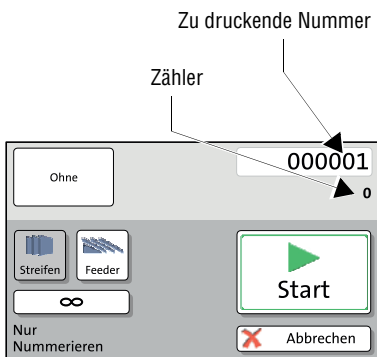 Zu druckende Nummer
Zähler
Ohne
000001
0
Streifen
Feeder
∞
Start
Nur
Nummerieren
Abbrechen